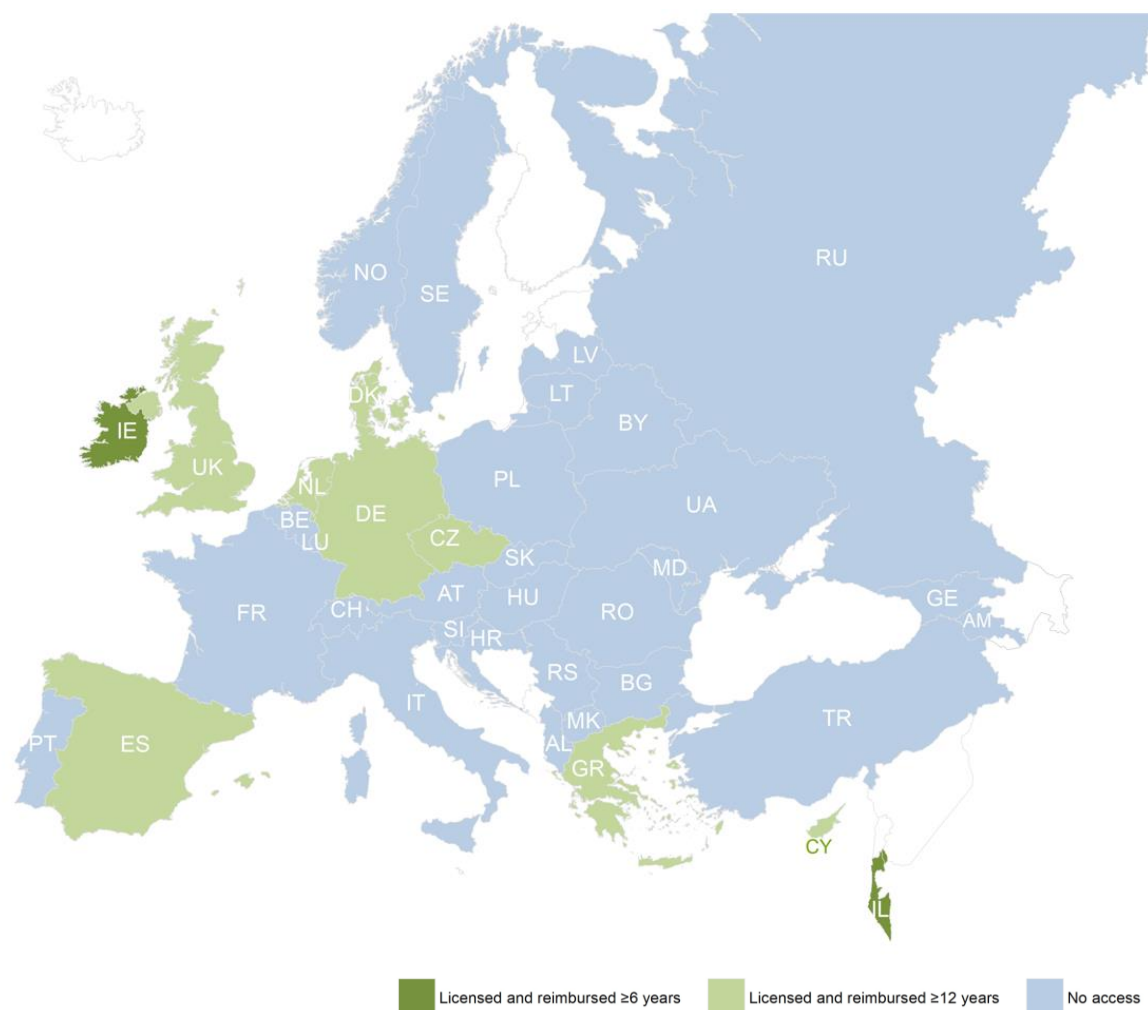 RU
NO
SE
LV
LT
DK
BY
IE
UK
PL
NL
DE
UA
BE
CZ
LU
SK
MD
AT
HU
GE
FR
CH
RO
AM
SI
HR
RS
BG
IT
MK
TR
PT
ES
AL
GR
CY
IL
Licensed and reimbursed ≥6 years
Licensed and reimbursed ≥12 years
No access